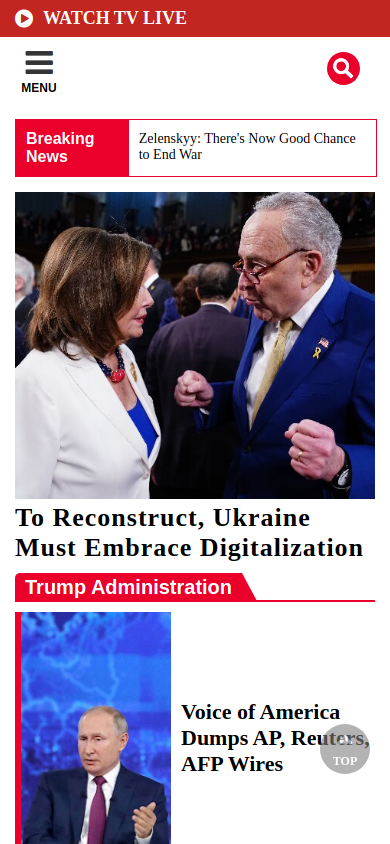 WATCH TV LIVE
MENU
Breaking
News
Zelenskyy: There's Now Good Chance
to End War
To Reconstruct, Ukraine
Must Embrace Digitalization
Trump Administration
Voice of America
Dumps AP, Reuters,
AFP Wires
TOP